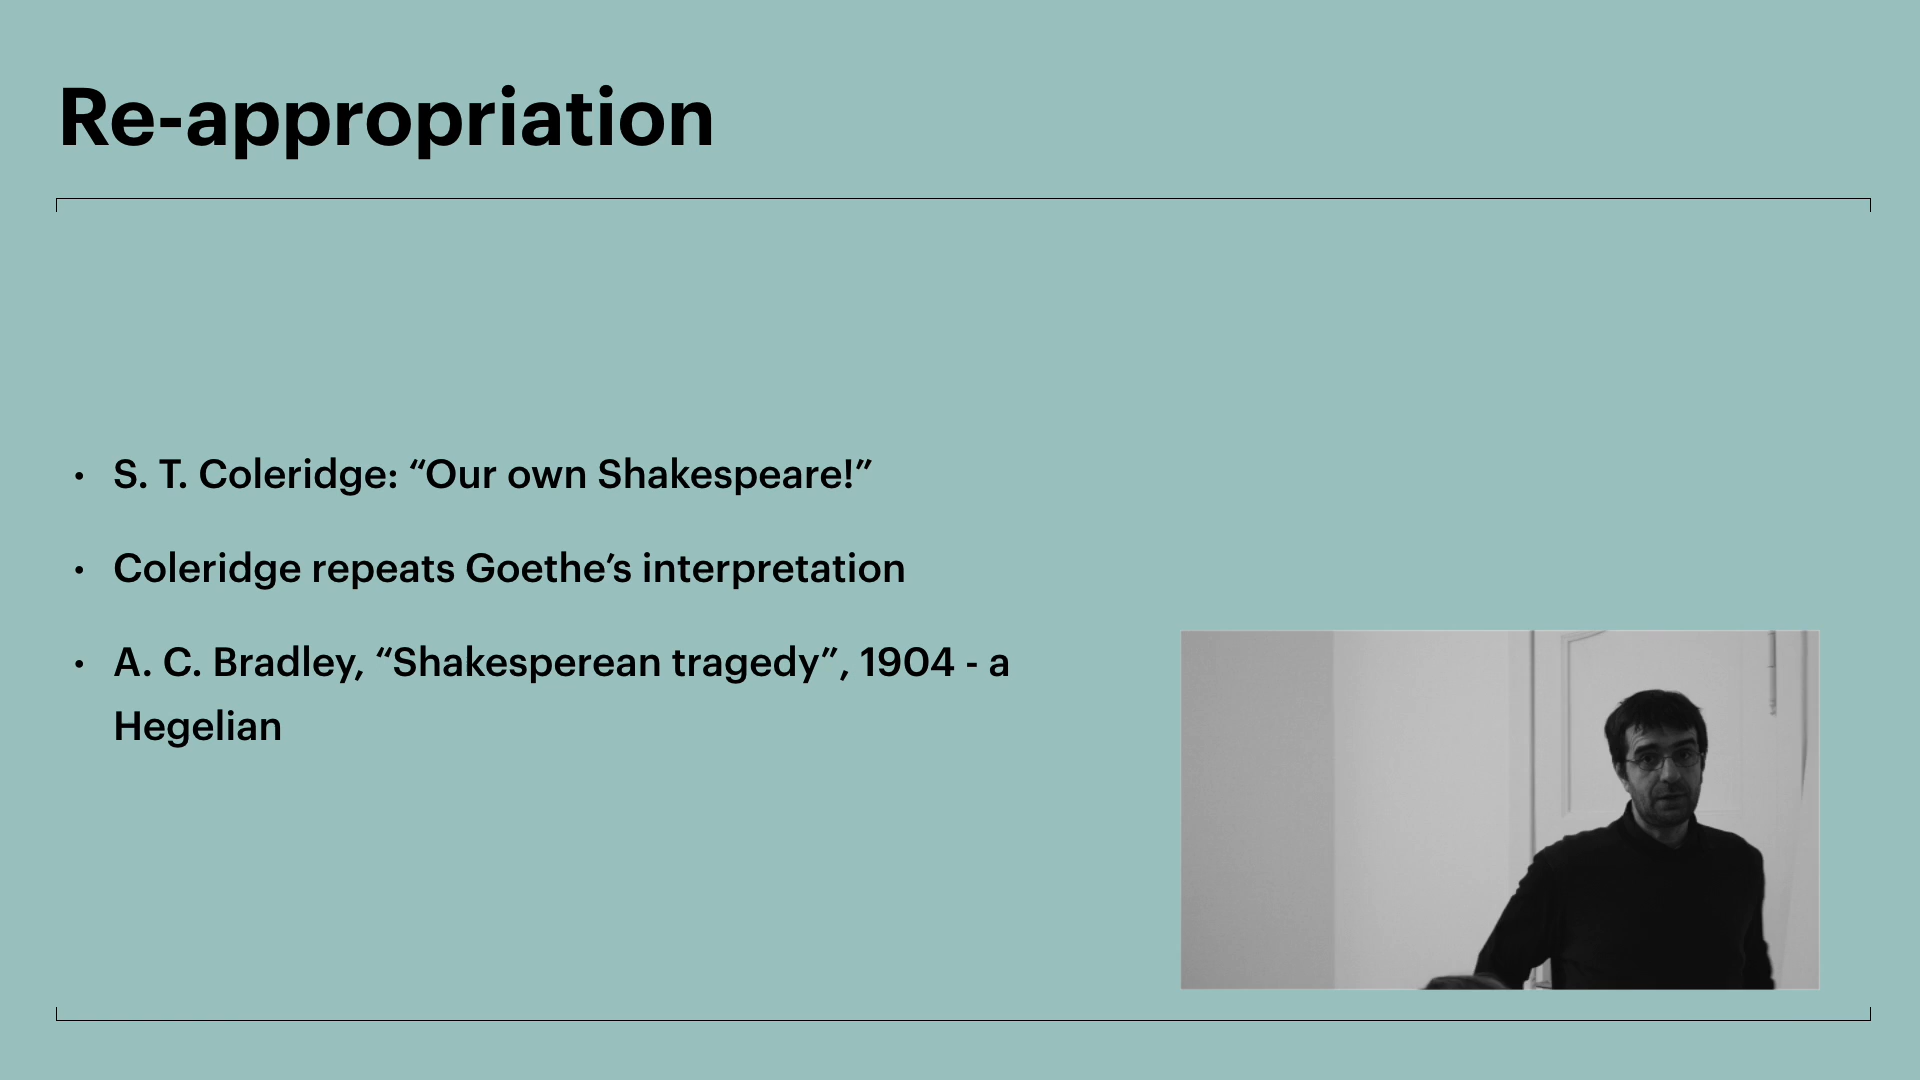 Re-appropriation
• S. T. Coleridge: “Our own Shakespeare!”
• Coleridge repeats Goethe’s interpretation
• A. C. Bradley, “Shakesperean tragedy”, 1904 - a
Hegelian